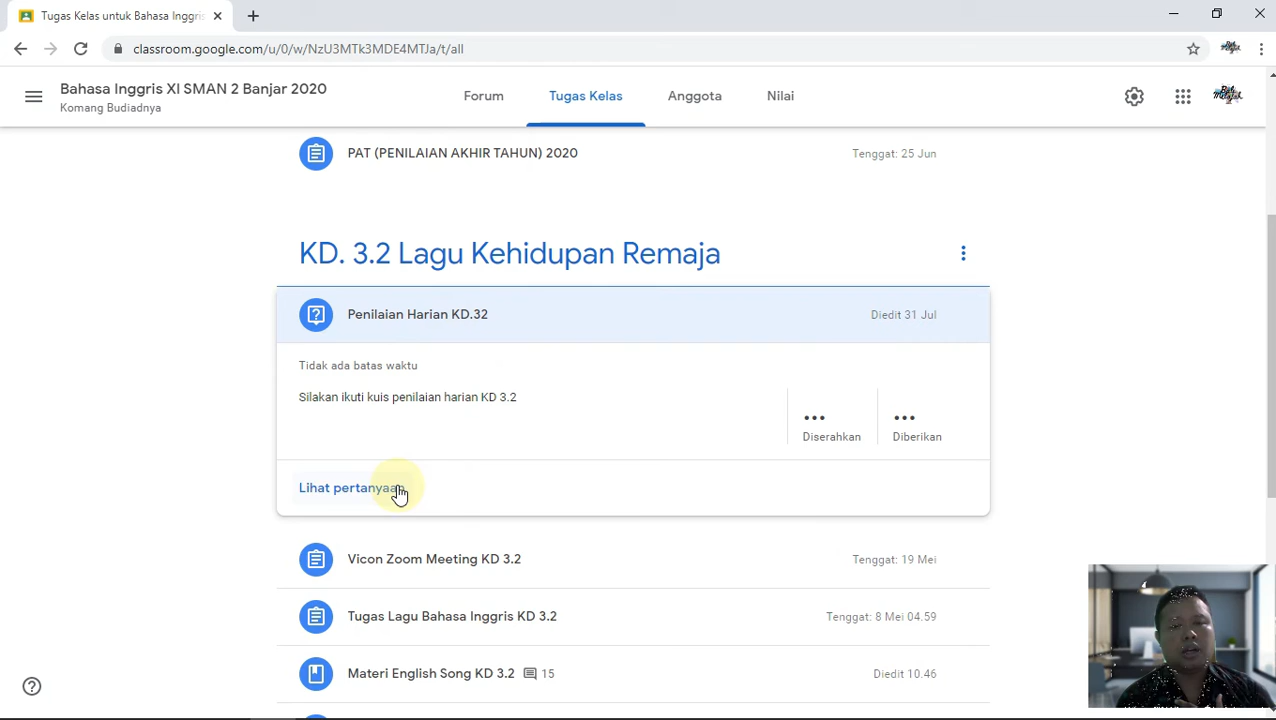 Tugas Kelas untuk Bahasa Inggris
classroom.google.com/u/0/w/NzU3MTk3MDE4MTJa/t/all
Bahasa Inggris XI SMAN 2 Banjar 2020
Komang Budiadnya
Forum
Tugas Kelas
Anggota
Nilai
PAT (PENILAIAN AKHIR TAHUN) 2020
Tenggat: 25 Jun
KD. 3.2 Lagu Kehidupan Remaja
Penilaian Harian KD.32
Diedit 31 Jul
Tidak ada batas waktu
Silakan ikuti kuis penilaian harian KD 3.2
Diserahkan
Diberikan
Lihat pertanyaan
Vicon Zoom Meeting KD 3.2
Tenggat: 19 Mei
Tugas Lagu Bahasa Inggris KD 3.2
Tenggat: 8 Mei 04.59
Materi English Song KD 3.2 15
Diedit 10.46